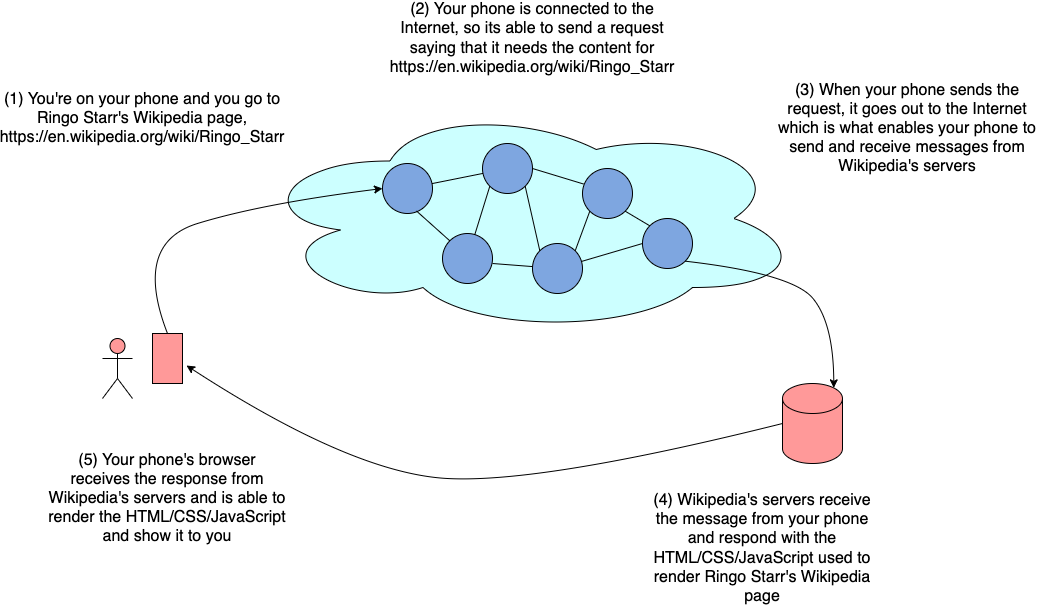 (1) You're on your phone and you go to
Ringo Starr's Wikipedia page,
https://en.wikipedia.org/wiki/Ringo_Starr
(2) Your phone is connected to the
Internet, so its able to send a request
saying that it needs the content for
https://en.wikipedia.org/wiki/Ringo_Starr
(3) When your phone sends the
request, it goes out to the Internet
which is what enables your phone to
send and receive messages from
Wikipedia's servers
(4) Wikipedia's servers receive
the message from your phone
and respond with the
HTML/CSS/JavaScript used to
render Ringo Starr's Wikipedia
page
(5) Your phone's browser
receives the response from
Wikipedia's servers and is able to
render the HTML/CSS/JavaScript
and show it to you